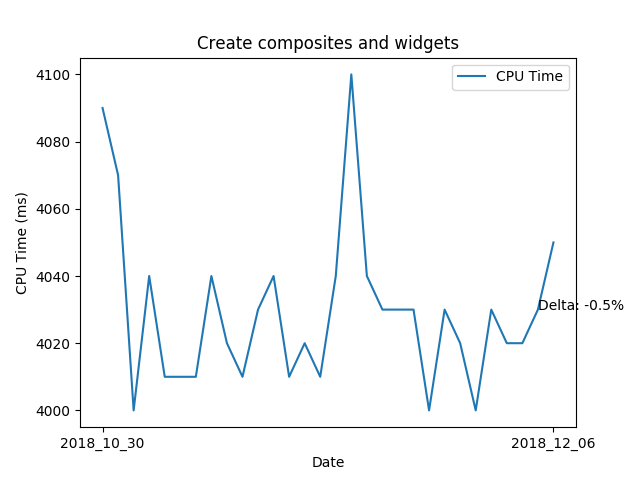 Create composites and widgets
CPU Time
4100
4080
4060
4040
4020
4000
CPU Time (ms)
Delta: -0.5%
2018_10_30
2018_12_06
Date